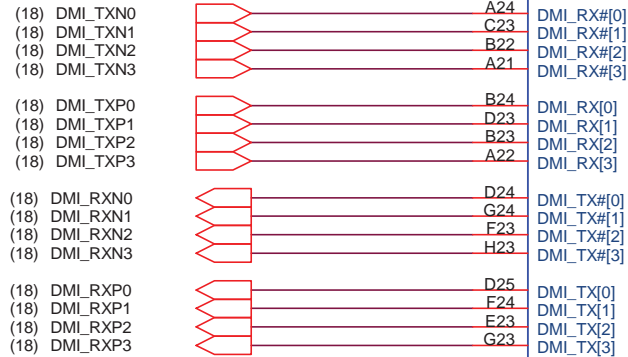 (18) DMI_TXN0 A24 DMI_RX#[0]
(18) DMI_TXN1 C23 DMI_RX#[1]
(18) DMI_TXN2 B22 DMI_RX#[2]
(18) DMI_TXN3 A21 DMI_RX#[3]
(18) DMI_TXP0 B24 DMI_RX[0]
(18) DMI_TXP1 D23 DMI_RX[1]
(18) DMI_TXP2 B23 DMI_RX[2]
(18) DMI_TXP3 A22 DMI_RX[3]
(18) DMI_RXN0 D24 DMI_TX#[0]
(18) DMI_RXN1 G24 DMI_TX#[1]
(18) DMI_RXN2 F23 DMI_TX#[2]
(18) DMI_RXN3 H23 DMI_TX#[3]
(18) DMI_RXP0 D25 DMI_TX[0]
(18) DMI_RXP1 F24 DMI_TX[1]
(18) DMI_RXP2 E23 DMI_TX[2]
(18) DMI_RXP3 G23 DMI_TX[3]